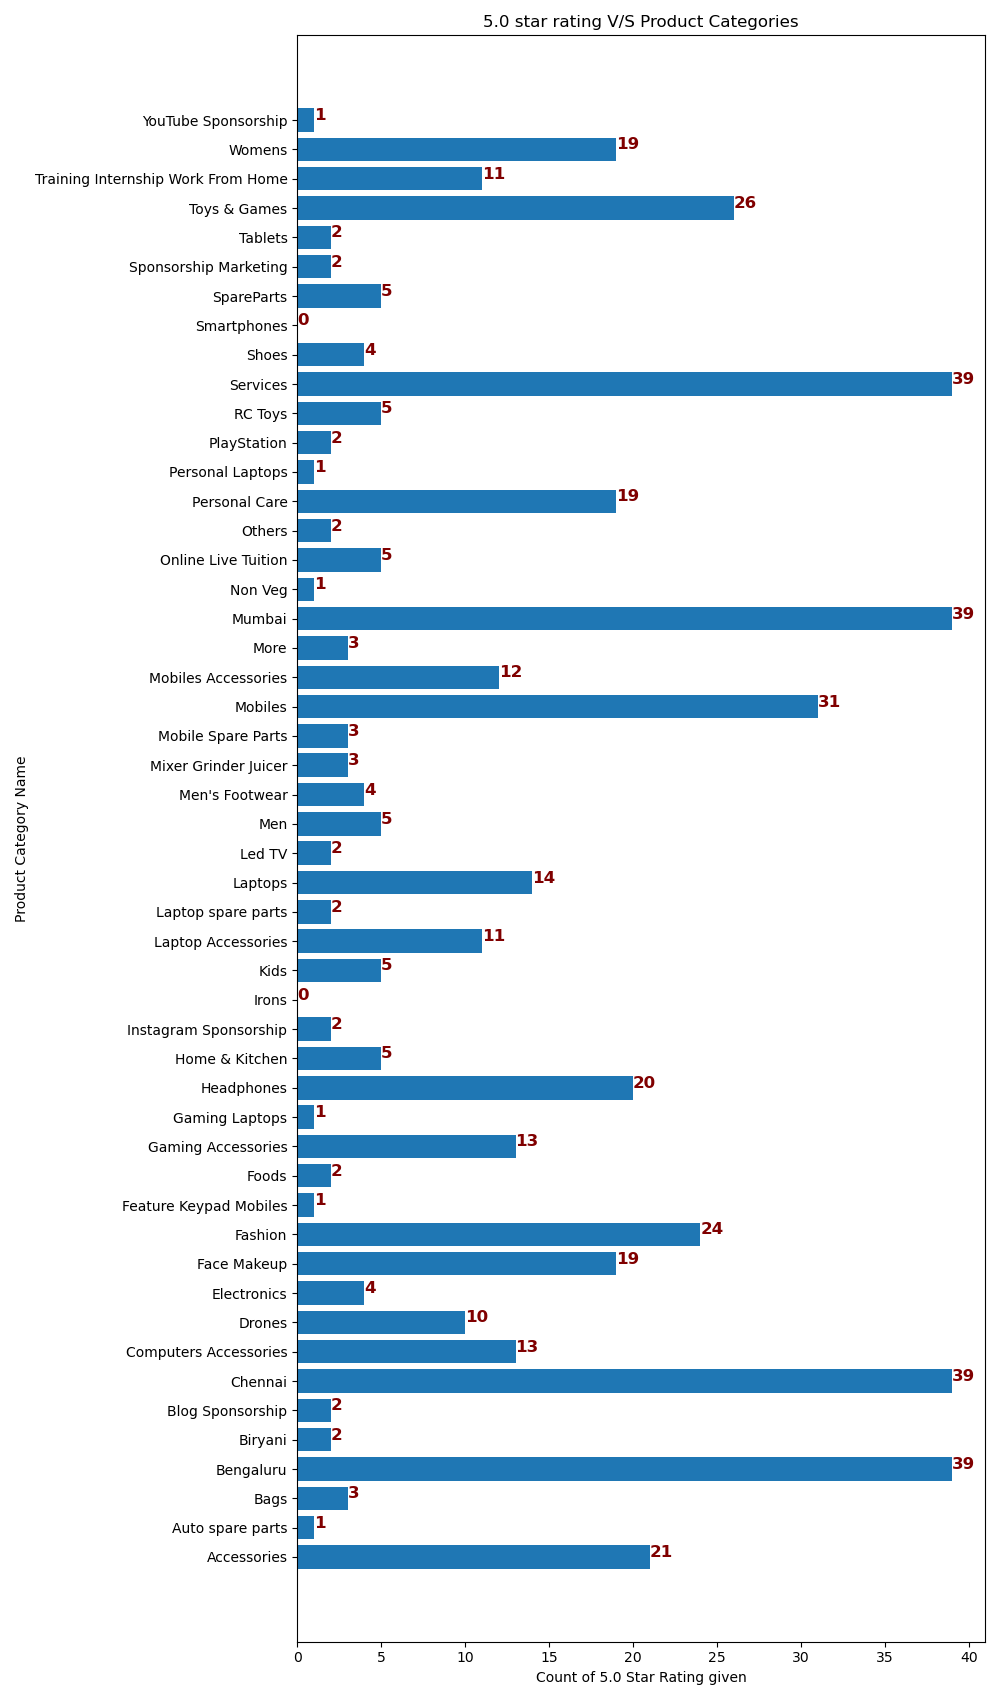 5.0 star rating V/S Product Categories
YouTube Sponsorship 1
Womens 19
Training Internship Work From Home 11
Toys & Games 26
Tablets 2
Sponsorship Marketing 2
SpareParts 5
Smartphones 0
Shoes 4
Services 39
RC Toys 5
PlayStation 2
Personal Laptops 1
Personal Care 19
Others 2
Online Live Tuition 5
Non Veg 1
Mumbai 39
More 3
Mobiles Accessories 12
Mobiles 31
Mobile Spare Parts 3
Mixer Grinder Juicer 3
Men's Footwear 4
Men 5
Led TV 2
Laptops 14
Laptop spare parts 2
Laptop Accessories 11
Kids 5
Irons 0
Instagram Sponsorship 2
Home & Kitchen 5
Headphones 20
Gaming Laptops 1
Gaming Accessories 13
Foods 2
Feature Keypad Mobiles 1
Fashion 24
Face Makeup 19
Electronics 4
Drones 10
Computers Accessories 13
Chennai 39
Blog Sponsorship 2
Biryani 2
Bengaluru 39
Bags 3
Auto spare parts 1
Accessories 21
Product Category Name
0 5 10 15 20 25 30 35 40
Count of 5.0 Star Rating given